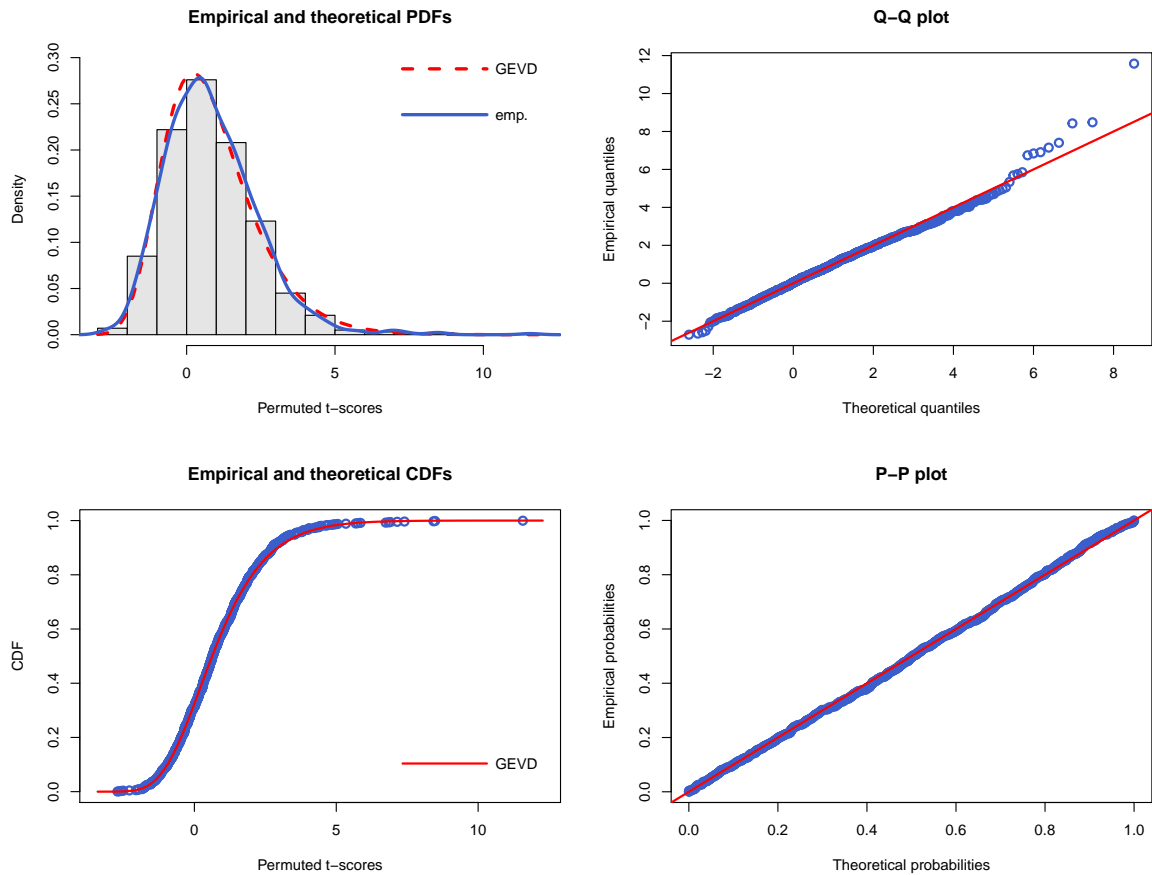 Empirical and theoretical PDFs
Density
0.00 0.05 0.10 0.15 0.20 0.25 0.30
GEVD
emp.
0 5 10
Permuted t−scores
Q−Q plot
Empirical quantiles
−2 0 2 4 6 8 10 12
−2 0 2 4 6 8
Theoretical quantiles
Empirical and theoretical CDFs
CDF
0.0 0.2 0.4 0.6 0.8 1.0
GEVD
0 5 10
Permuted t−scores
P−P plot
Empirical probabilities
0.0 0.2 0.4 0.6 0.8 1.0
0.0 0.2 0.4 0.6 0.8 1.0
Theoretical probabilities